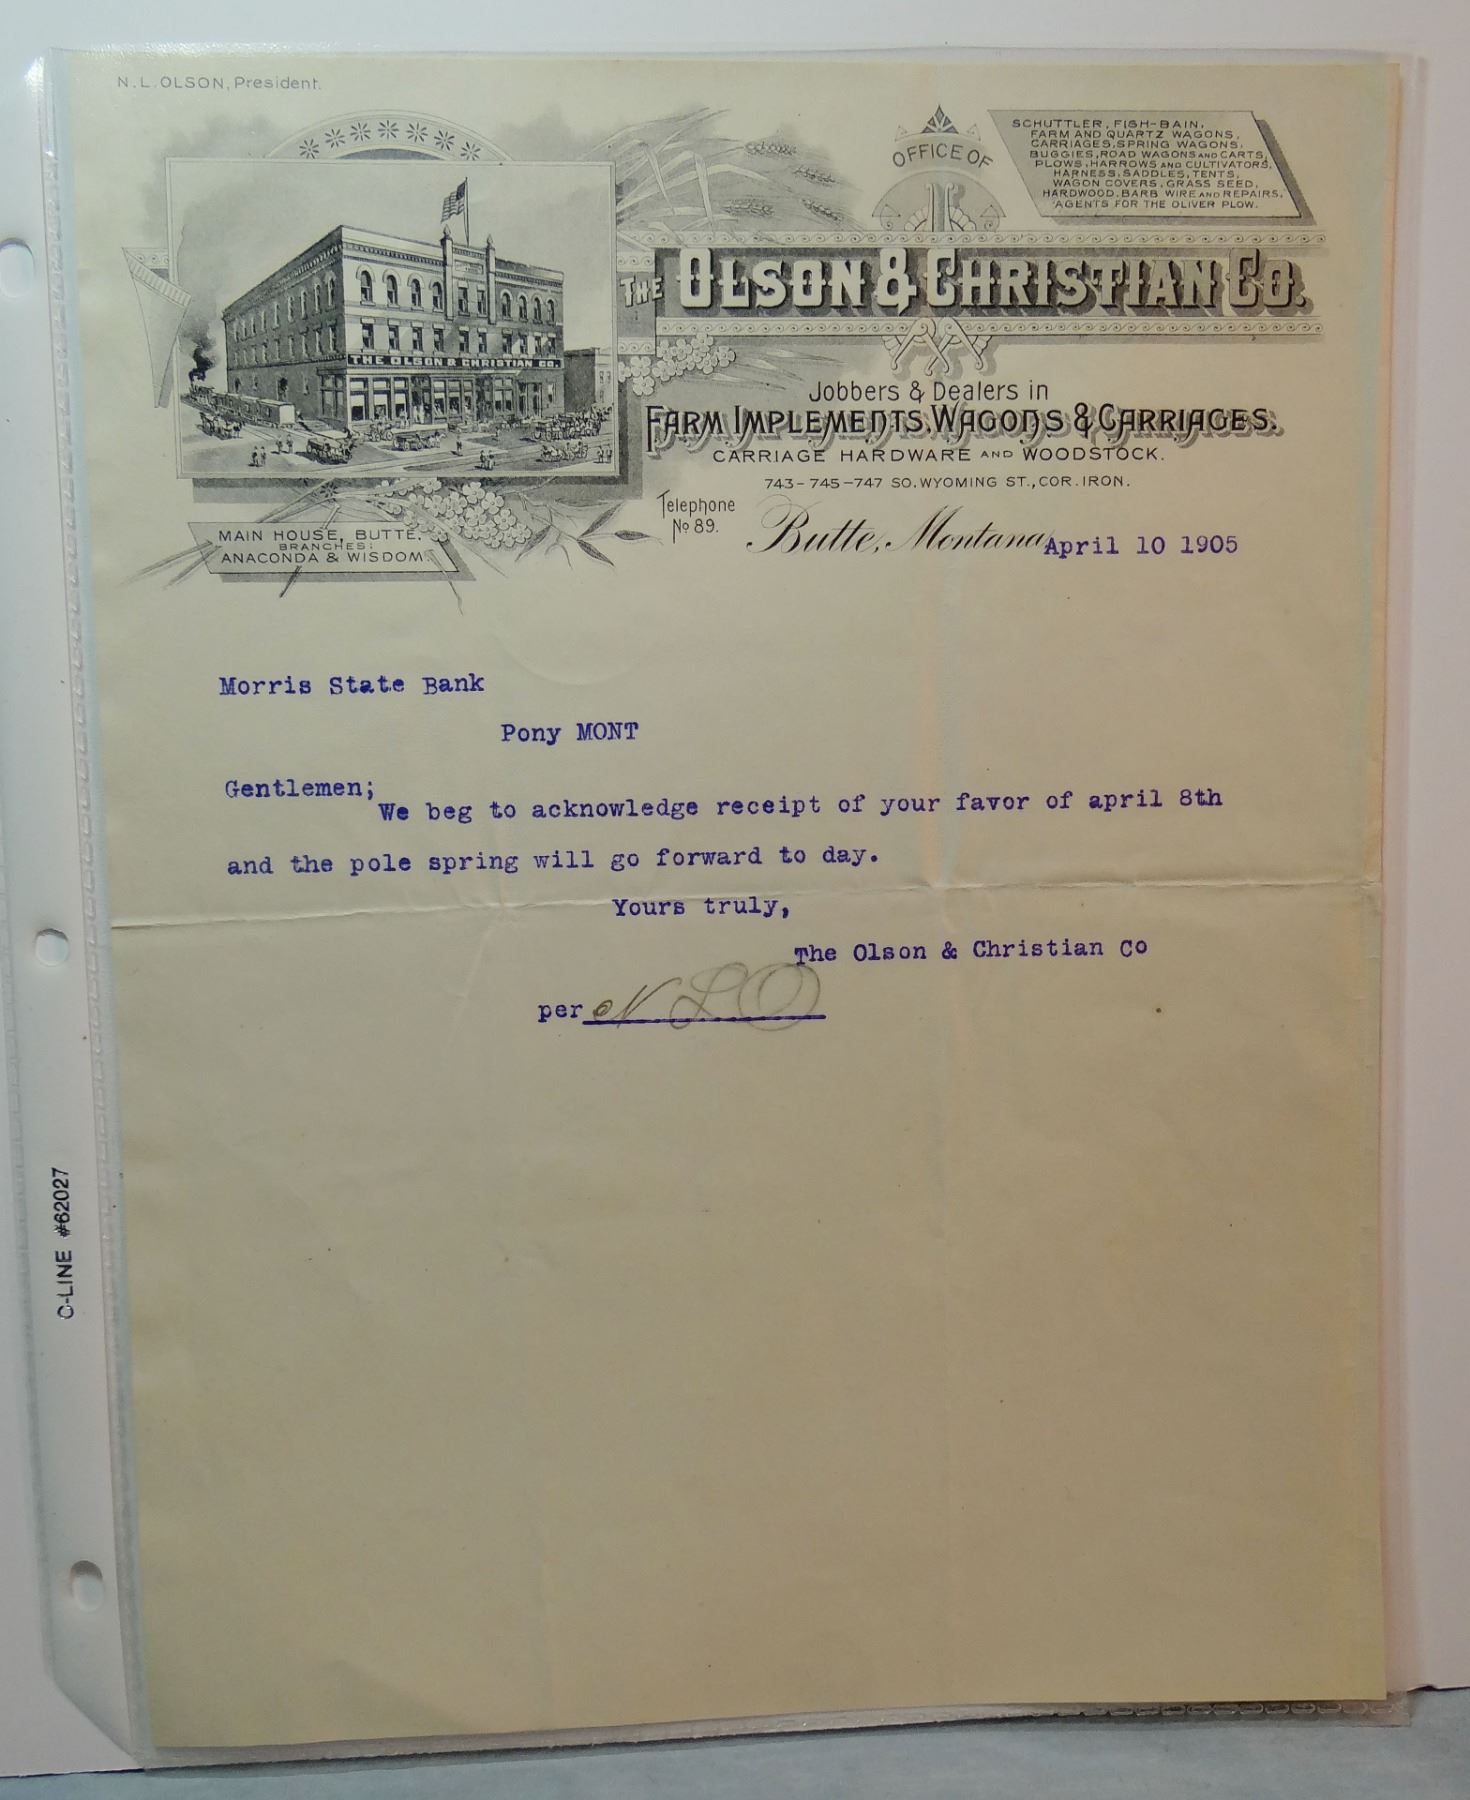 N.L. OLSON, President.
OFFICE OF
SCHUTTLER, FISH-BAIN,
FARM AND QUARTZ WAGONS,
CARRIAGES, SPRING WAGONS,
BUGGIES, ROAD WAGONS AND CARTS,
PLOWS, HARROWS AND CULTIVATORS,
HARNESS, SADDLES, TENTS,
WAGON COVERS, GRASS SEED,
HARDWOOD, BARB WIRE AND REPAIRS.
AGENTS FOR THE OLIVER PLOW.
THE OLSON & CHRISTIAN CO.
THE OLSON & CHRISTIAN CO.
Jobbers & Dealers in
FARM IMPLEMENTS, WAGONS & CARRIAGES.
CARRIAGE HARDWARE AND WOODSTOCK.
743-745-747 SO. WYOMING ST., COR. IRON.
Telephone
No 89.
MAIN HOUSE, BUTTE.
BRANCHES:
ANACONDA & WISDOM.
Butte, Montana, April 10 1905
Morris State Bank
Pony MONT
Gentlemen;
We beg to acknowledge receipt of your favor of april 8th
and the pole spring will go forward to day.
Yours truly,
The Olson & Christian Co
per N L O
C-LINE #62027